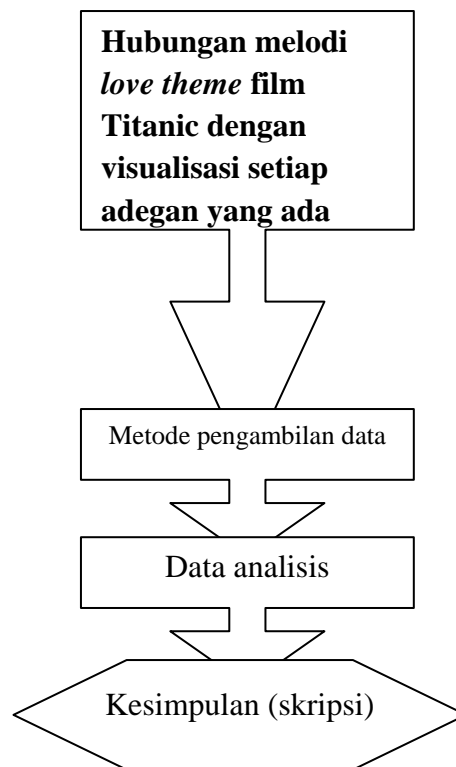 Hubungan melodi
love theme film
Titanic dengan
visualisasi setiap
adegan yang ada
Metode pengambilan data
Data analisis
Kesimpulan (skripsi)